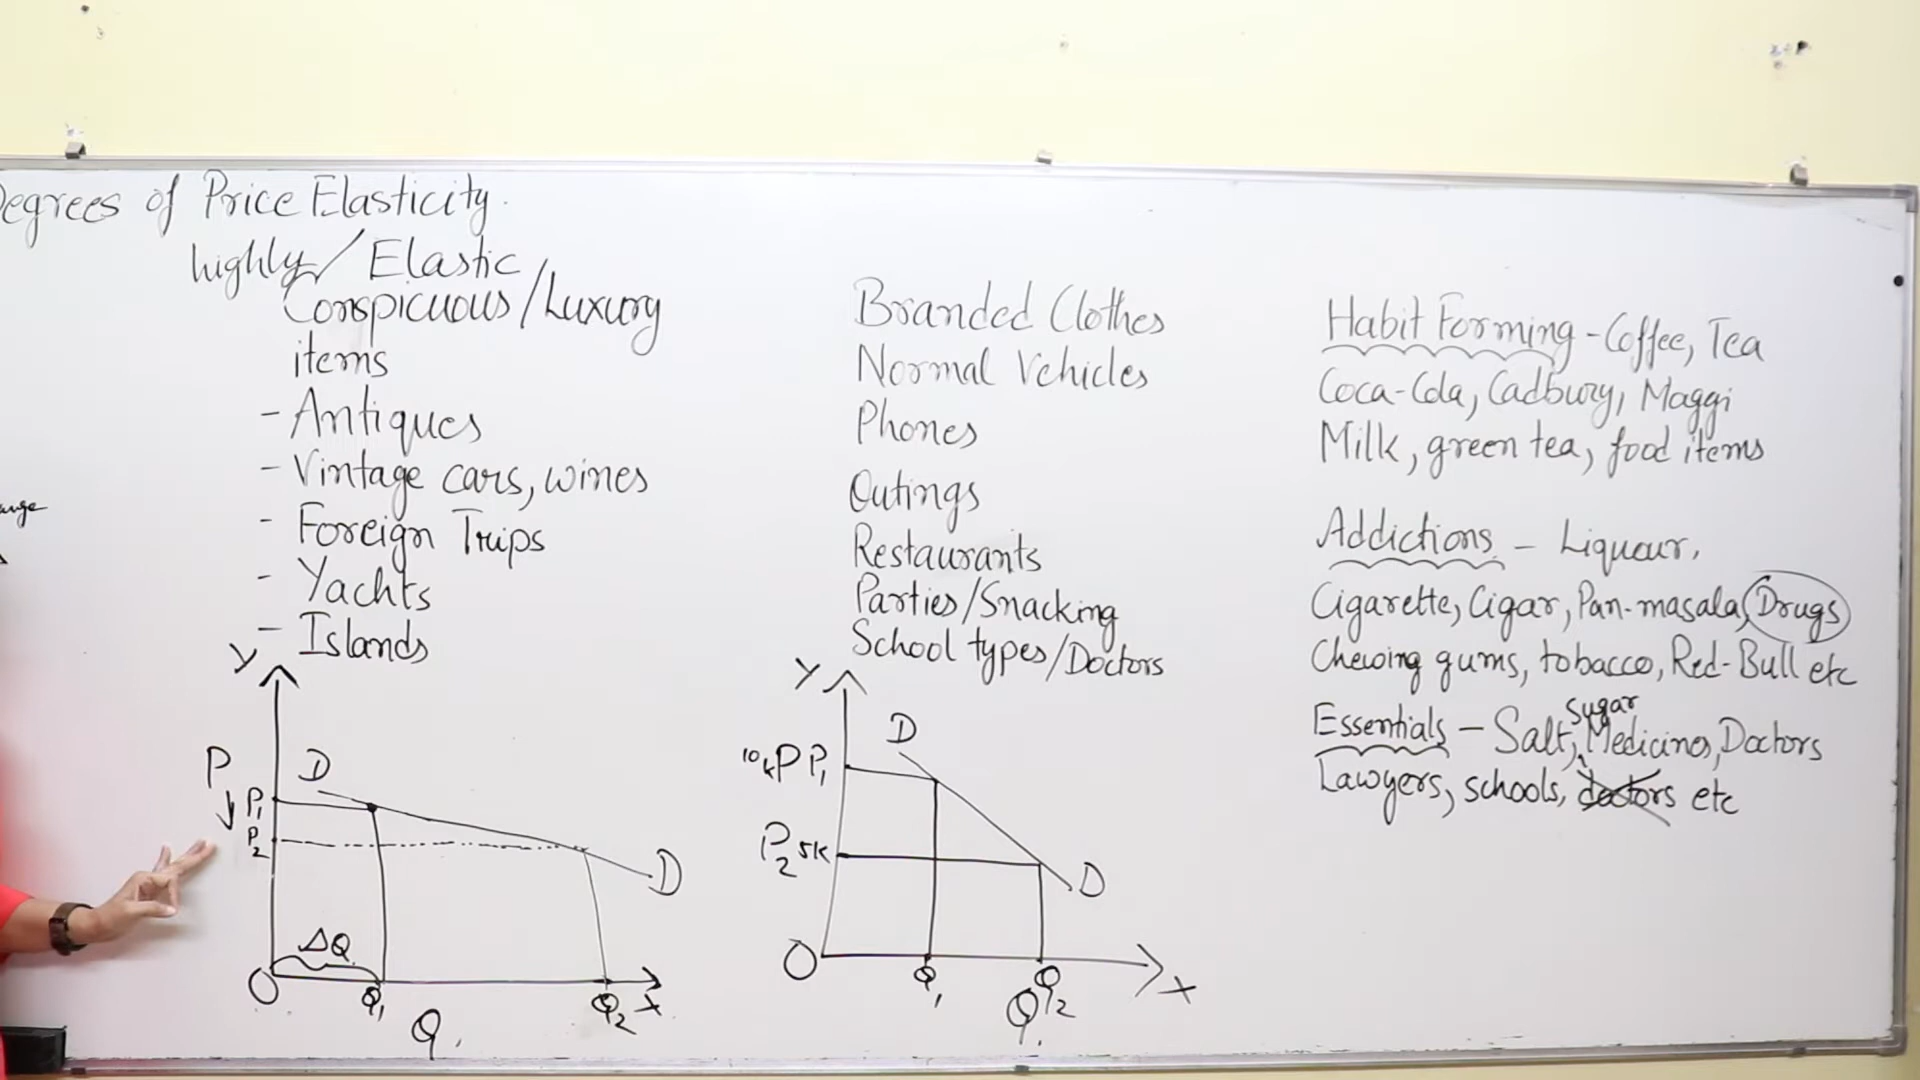 Degrees of Price Elasticity.
highly/Elastic
Conspicuous/Luxury
items
- Antiques
- Vintage cars, wines
- Foreign Trips
- Yachts
- Islands
Y
P
D
P1
P2
D
ΔQ
O
Q1
Q2
X
Q.
Branded Clothes
Normal Vehicles
Phones
Outings
Restaurants
Parties/Snacking
School types/Doctors
Y
D
10k P P1
P2 5K
D
O
Q1
Q2
X
Q
Habit Forming - Coffee, Tea
Coca-Cola, Cadbury, Maggi
Milk, green tea, food items
Addictions - Liqueur,
Cigarette, Cigar, Pan-masala, Drugs
Chewing gums, tobacco, Red-Bull etc
sugar
Essentials - Salt, Medicines, Doctors
Lawyers, schools, doctors etc